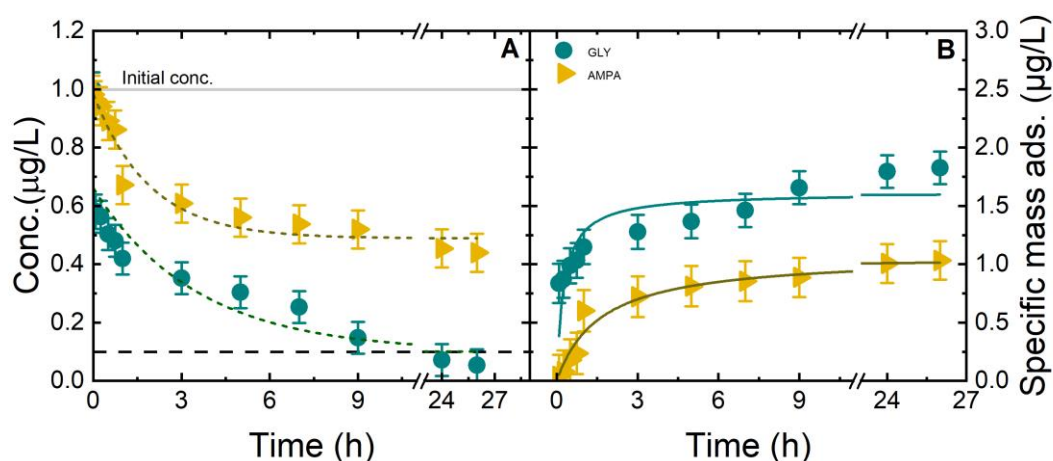 1.2
1.0
0.8
0.6
0.4
0.2
0.0
Conc.(µg/L)
Initial conc.
A
0 3 6 9 24 27
Time (h)
GLY
AMPA
B
0 3 6 9 24 27
Time (h)
3.0
2.5
2.0
1.5
1.0
0.5
0.0
Specific mass ads. (µg/L)